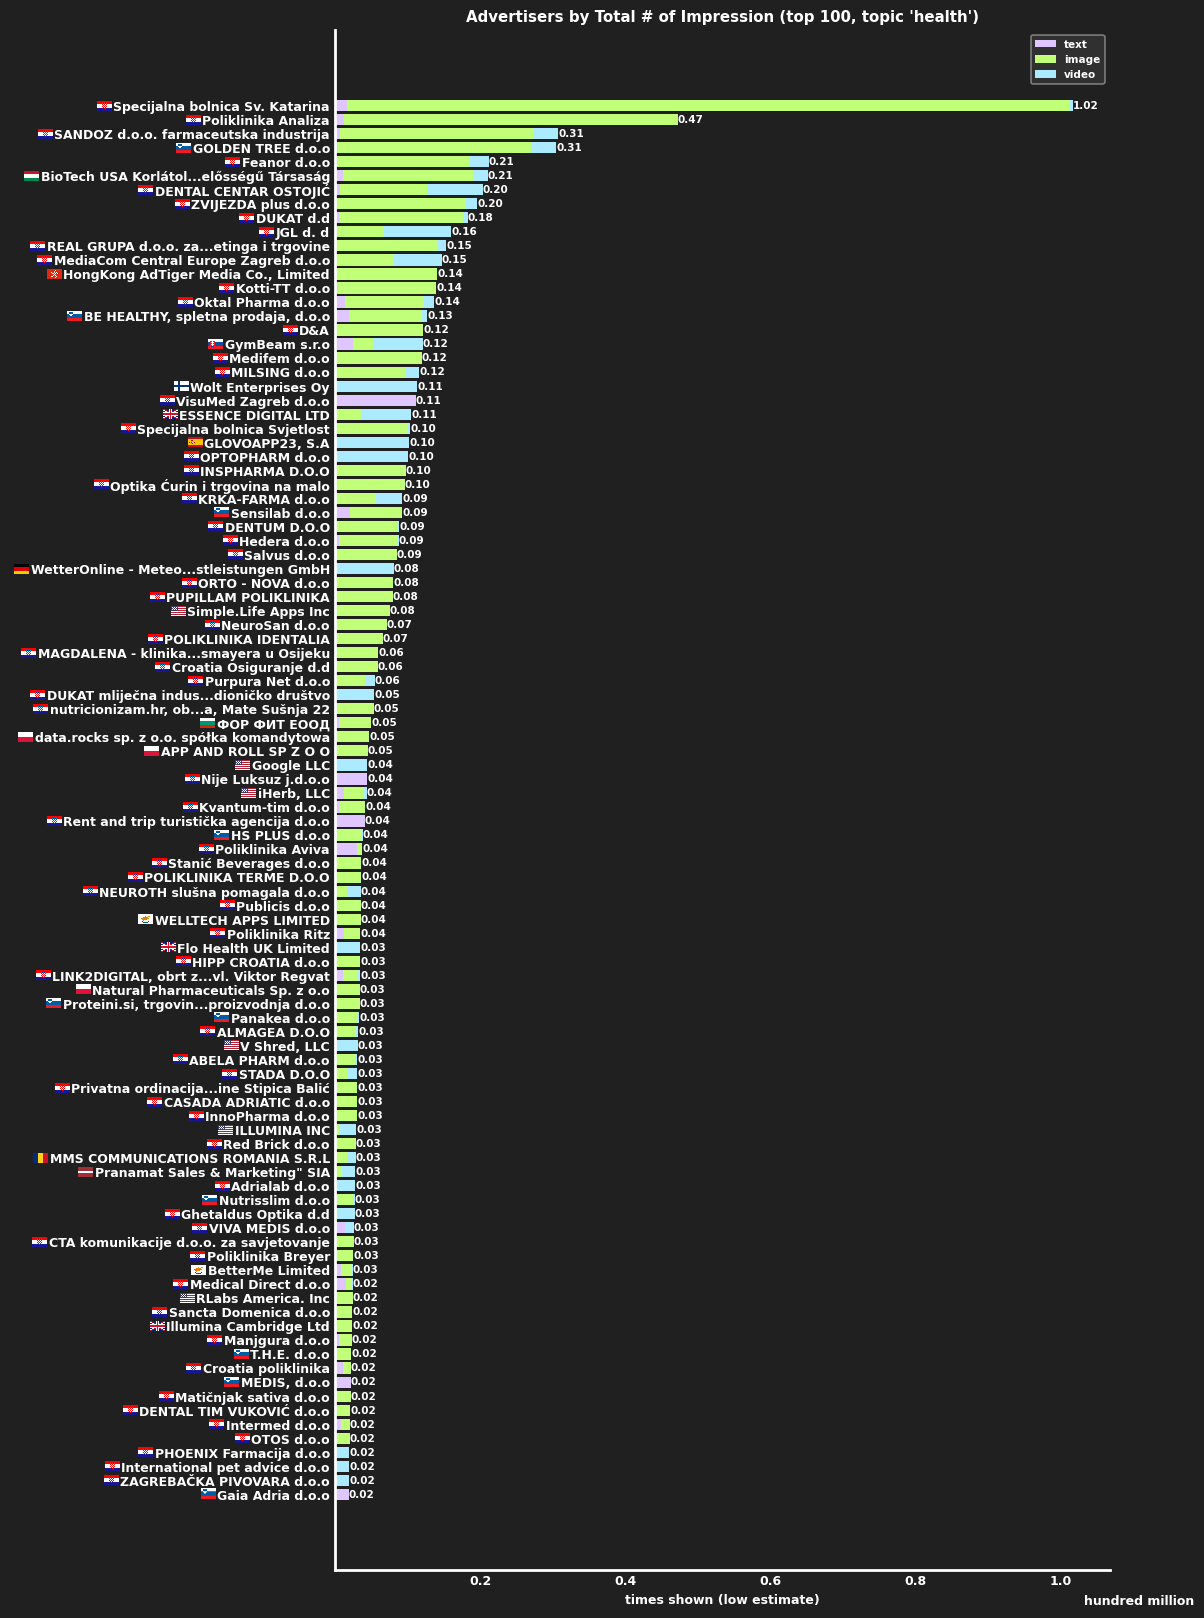 Advertisers by Total # of Impression (top 100, topic 'health')
text
image
video
Specijalna bolnica Sv. Katarina 1.02
Poliklinika Analiza 0.47
SANDOZ d.o.o. farmaceutska industrija 0.31
GOLDEN TREE d.o.o 0.31
Feanor d.o.o 0.21
BioTech USA Korlátol...elősségű Társaság 0.21
DENTAL CENTAR OSTOJIĆ 0.20
ZVIJEZDA plus d.o.o 0.20
DUKAT d.d 0.18
JGL d. d 0.16
REAL GRUPA d.o.o. za...etinga i trgovine 0.15
MediaCom Central Europe Zagreb d.o.o 0.15
HongKong AdTiger Media Co., Limited 0.14
Kotti-TT d.o.o 0.14
Oktal Pharma d.o.o 0.14
BE HEALTHY, spletna prodaja, d.o.o 0.13
D&A 0.12
GymBeam s.r.o 0.12
Medifem d.o.o 0.12
MILSING d.o.o 0.12
Wolt Enterprises Oy 0.11
VisuMed Zagreb d.o.o 0.11
ESSENCE DIGITAL LTD 0.11
Specijalna bolnica Svjetlost 0.10
GLOVOAPP23, S.A 0.10
OPTOPHARM d.o.o 0.10
INSPHARMA D.O.O 0.10
Optika Ćurin i trgovina na malo 0.10
KRKA-FARMA d.o.o 0.09
Sensilab d.o.o 0.09
DENTUM D.O.O 0.09
Hedera d.o.o 0.09
Salvus d.o.o 0.09
WetterOnline - Meteo...stleistungen GmbH 0.08
ORTO - NOVA d.o.o 0.08
PUPILLAM POLIKLINIKA 0.08
Simple.Life Apps Inc 0.08
NeuroSan d.o.o 0.07
POLIKLINIKA IDENTALIA 0.07
MAGDALENA - klinika...smayera u Osijeku 0.06
Croatia Osiguranje d.d 0.06
Purpura Net d.o.o 0.06
DUKAT mliječna indus...dioničko društvo 0.05
nutricionizam.hr, ob...a, Mate Sušnja 22 0.05
ФОР ФИТ ЕООД 0.05
data.rocks sp. z o.o. spółka komandytowa 0.05
APP AND ROLL SP Z O O 0.05
Google LLC 0.04
Nije Luksuz j.d.o.o 0.04
iHerb, LLC 0.04
Kvantum-tim d.o.o 0.04
Rent and trip turistička agencija d.o.o 0.04
HS PLUS d.o.o 0.04
Poliklinika Aviva 0.04
Stanić Beverages d.o.o 0.04
POLIKLINIKA TERME D.O.O 0.04
NEUROTH slušna pomagala d.o.o 0.04
Publicis d.o.o 0.04
WELLTECH APPS LIMITED 0.04
Poliklinika Ritz 0.04
Flo Health UK Limited 0.03
HIPP CROATIA d.o.o 0.03
LINK2DIGITAL, obrt z...vl. Viktor Regvat 0.03
Natural Pharmaceuticals Sp. z o.o 0.03
Proteini.si, trgovin...proizvodnja d.o.o 0.03
Panakea d.o.o 0.03
ALMAGEA D.O.O 0.03
V Shred, LLC 0.03
ABELA PHARM d.o.o 0.03
STADA D.O.O 0.03
Privatna ordinacija...ine Stipica Balić 0.03
CASADA ADRIATIC d.o.o 0.03
InnoPharma d.o.o 0.03
ILLUMINA INC 0.03
Red Brick d.o.o 0.03
MMS COMMUNICATIONS ROMANIA S.R.L 0.03
Pranamat Sales & Marketing" SIA 0.03
Adrialab d.o.o 0.03
Nutrisslim d.o.o 0.03
Ghetaldus Optika d.d 0.03
VIVA MEDIS d.o.o 0.03
CTA komunikacije d.o.o. za savjetovanje 0.03
Poliklinika Breyer 0.03
BetterMe Limited 0.03
Medical Direct d.o.o 0.02
RLabs America. Inc 0.02
Sancta Domenica d.o.o 0.02
Illumina Cambridge Ltd 0.02
Manjgura d.o.o 0.02
T.H.E. d.o.o 0.02
Croatia poliklinika 0.02
MEDIS, d.o.o 0.02
Matičnjak sativa d.o.o 0.02
DENTAL TIM VUKOVIĆ d.o.o 0.02
Intermed d.o.o 0.02
OTOS d.o.o 0.02
PHOENIX Farmacija d.o.o 0.02
International pet advice d.o.o 0.02
ZAGREBAČKA PIVOVARA d.o.o 0.02
Gaia Adria d.o.o 0.02
0.2 0.4 0.6 0.8 1.0
times shown (low estimate)
hundred million